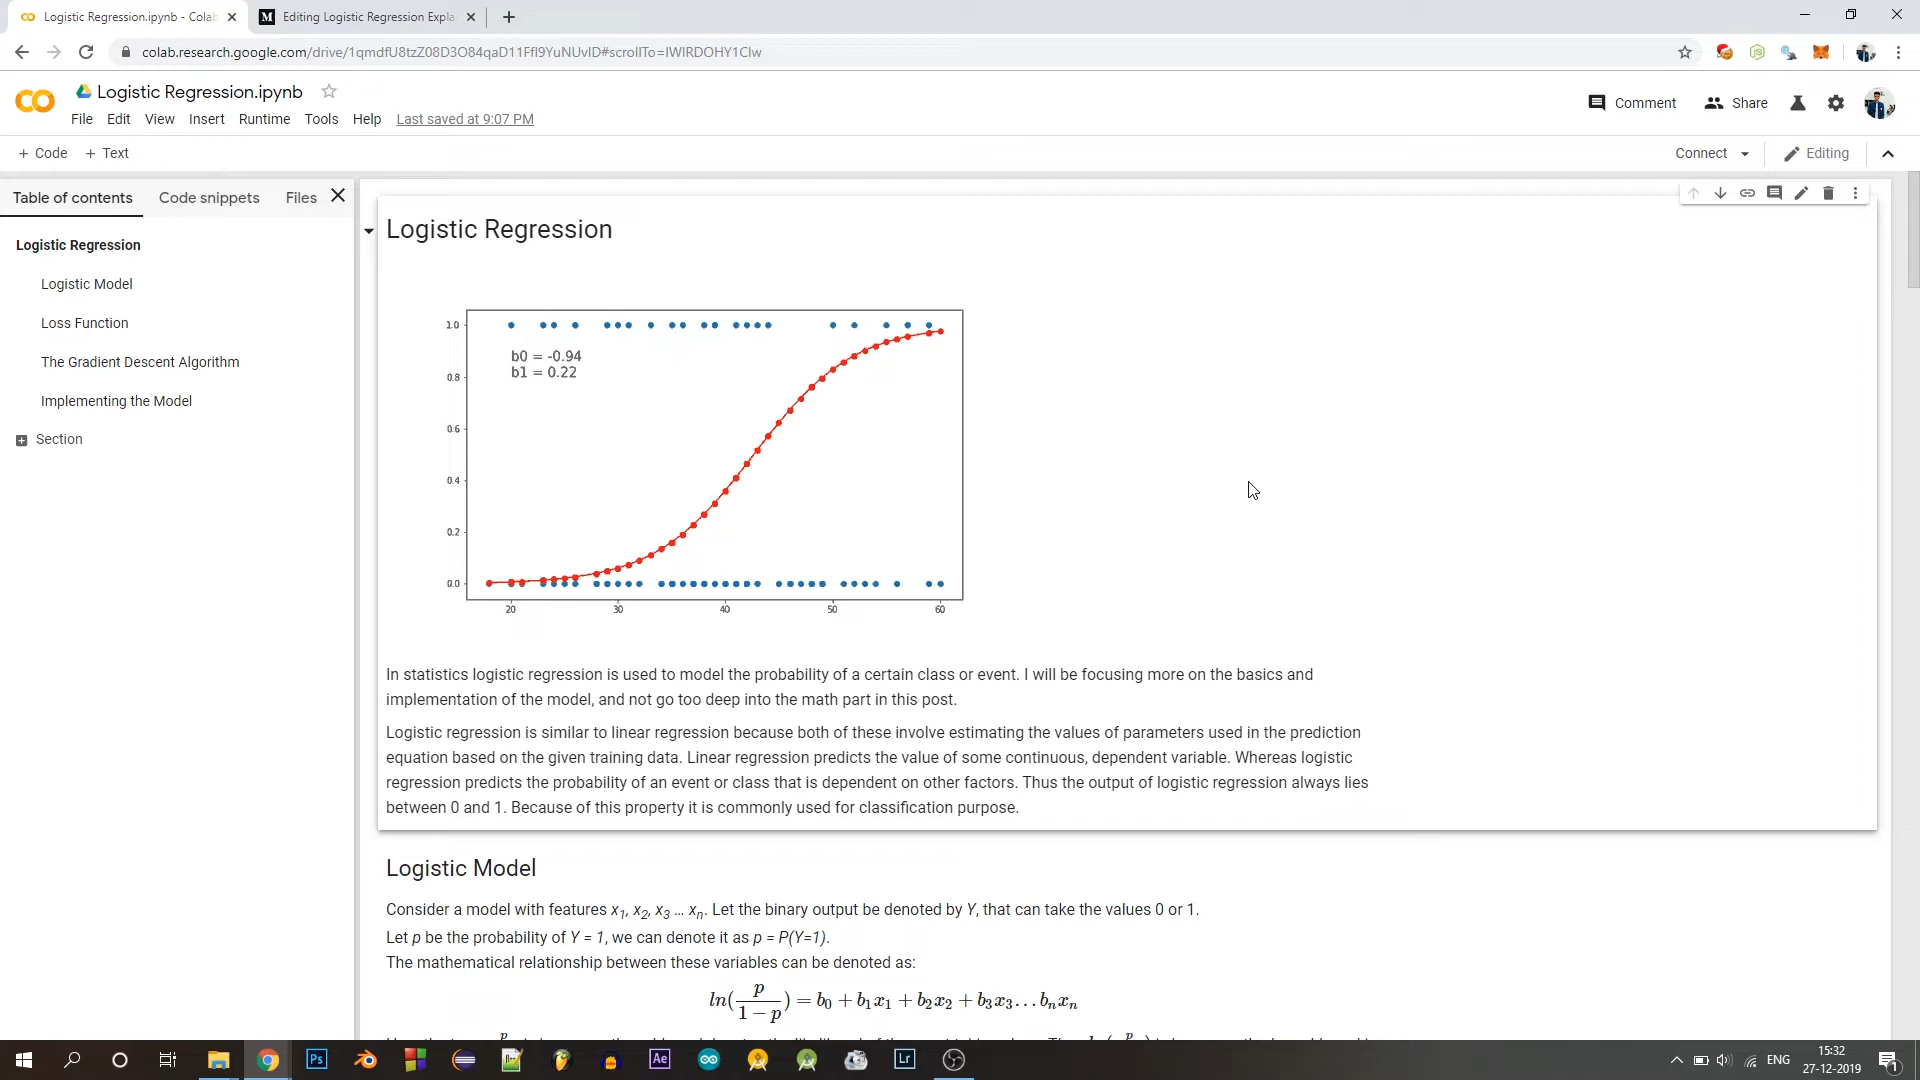 Logistic Regression.ipynb - Colab
Editing Logistic Regression Expla
colab.research.google.com/drive/1qmdfU8tzZ08D3O84qaD11FfI9YuNUvID#scrollTo=IWIRDOHY1CIw
Logistic Regression.ipynb
Comment
Share
File Edit View Insert Runtime Tools Help Last saved at 9:07 PM
+ Code + Text
Connect
Editing
Table of contents Code snippets Files
Logistic Regression
Logistic Model
Loss Function
The Gradient Descent Algorithm
Implementing the Model
Section
Logistic Regression
1.0
b0 = -0.94
b1 = 0.22
0.8
0.6
0.4
0.2
0.0
20 30 40 50 60
In statistics logistic regression is used to model the probability of a certain class or event. I will be focusing more on the basics and
implementation of the model, and not go too deep into the math part in this post.
Logistic regression is similar to linear regression because both of these involve estimating the values of parameters used in the prediction
equation based on the given training data. Linear regression predicts the value of some continuous, dependent variable. Whereas logistic
regression predicts the probability of an event or class that is dependent on other factors. Thus the output of logistic regression always lies
between 0 and 1. Because of this property it is commonly used for classification purpose.
Logistic Model
Consider a model with features x₁, x₂, x₃ ... xₙ. Let the binary output be denoted by Y, that can take the values 0 or 1.
Let p be the probability of Y = 1, we can denote it as p = P(Y=1).
The mathematical relationship between these variables can be denoted as:
ln(p/(1 − p)) = b₀ + b₁x₁ + b₂x₂ + b₃x₃ . . . bₙxₙ
Ps
Ae
Lr
ENG
15:32
27-12-2019
1